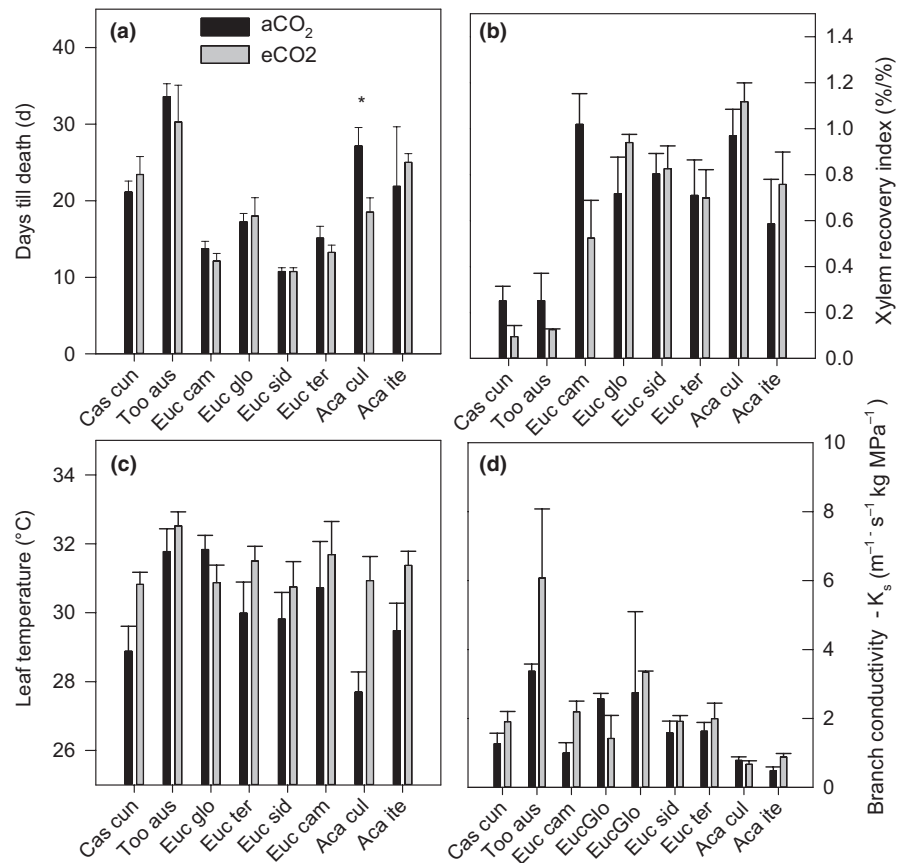 (a)
aCO₂
eCO2
*
Days till death (d)
40
30
20
10
0
Cas cun
Too aus
Euc cam
Euc glo
Euc sid
Euc ter
Aca cul
Aca ite
(b)
1.4
1.2
1.0
0.8
0.6
0.4
0.2
0.0
Xylem recovery index (%/%)
Cas cun
Too aus
Euc cam
Euc glo
Euc sid
Euc ter
Aca cul
Aca ite
(c)
Leaf temperature (°C)
34
32
30
28
26
Cas cun
Too aus
Euc glo
Euc ter
Euc sid
Euc cam
Aca cul
Aca ite
(d)
10
8
6
4
2
0
Branch conductivity - Kₛ (m⁻¹· s⁻¹ kg MPa⁻¹)
Cas cun
Too aus
Euc cam
EucGlo
EucGlo
Euc sid
Euc ter
Aca cul
Aca ite